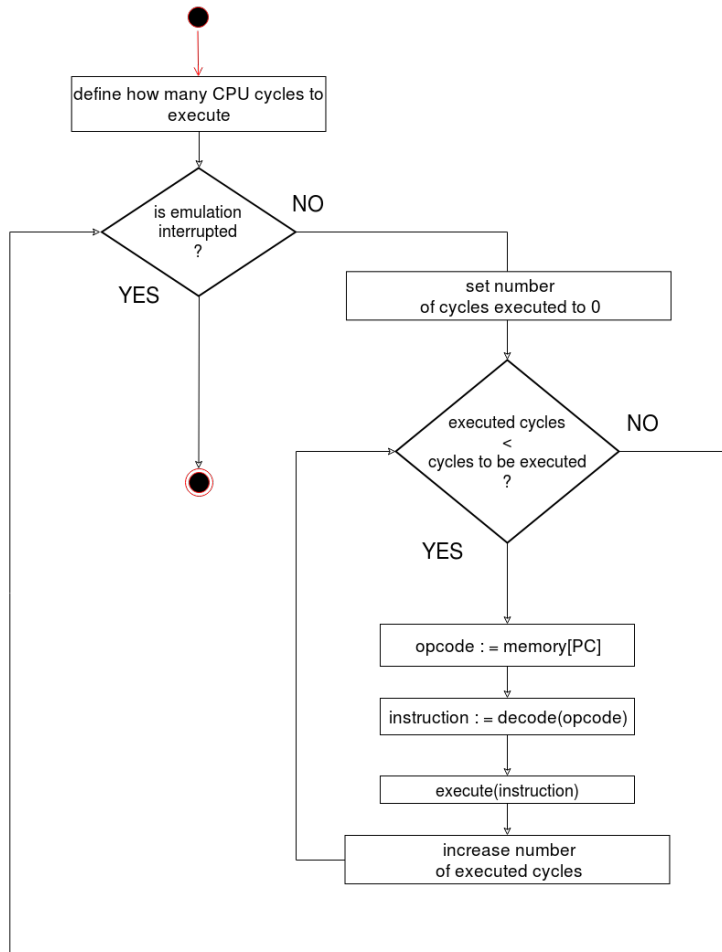 define how many CPU cycles to
execute
is emulation
interrupted
?
NO
YES
set number
of cycles executed to 0
executed cycles
<
cycles to be executed
?
NO
YES
opcode : = memory[PC]
instruction : = decode(opcode)
execute(instruction)
increase number
of executed cycles